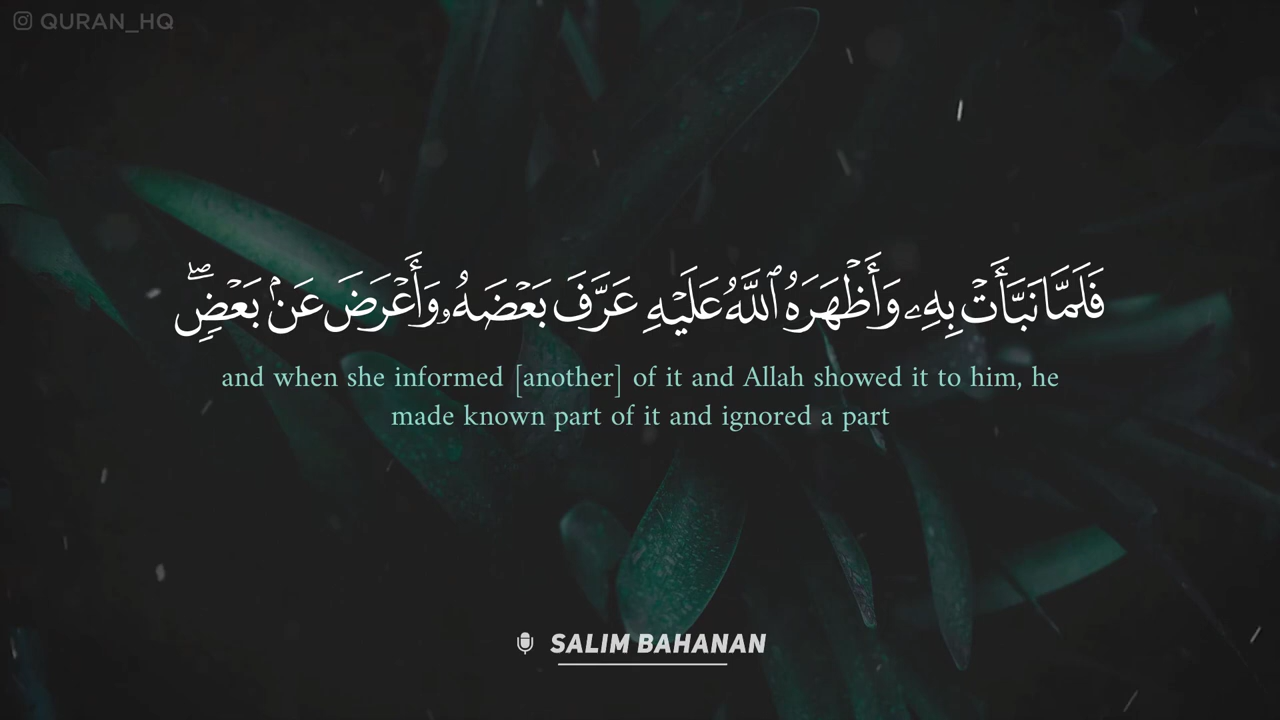 QURAN_HQ
فَلَمَّا نَبَّأَتْ بِهِۦ وَأَظْهَرَهُ ٱللَّهُ عَلَيْهِ عَرَّفَ بَعْضَهُۥ وَأَعْرَضَ عَنۢ بَعْضٍۢ ۖ
and when she informed [another] of it and Allah showed it to him, he
made known part of it and ignored a part
SALIM BAHANAN